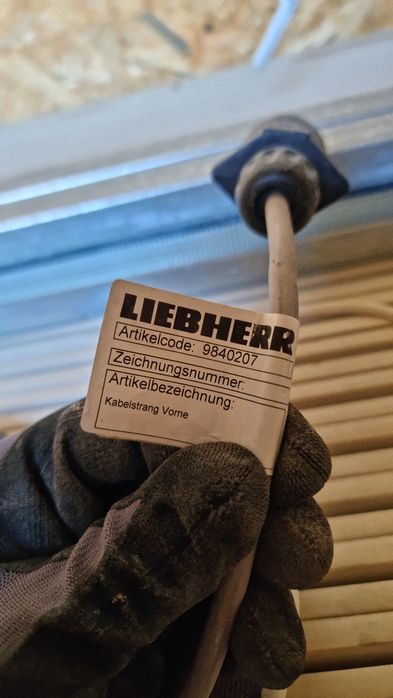 LIEBHERR
Artikelcode: 9840207
Zeichnungsnummer:
Artikelbezeichnung:
Kabelstrang Vorne